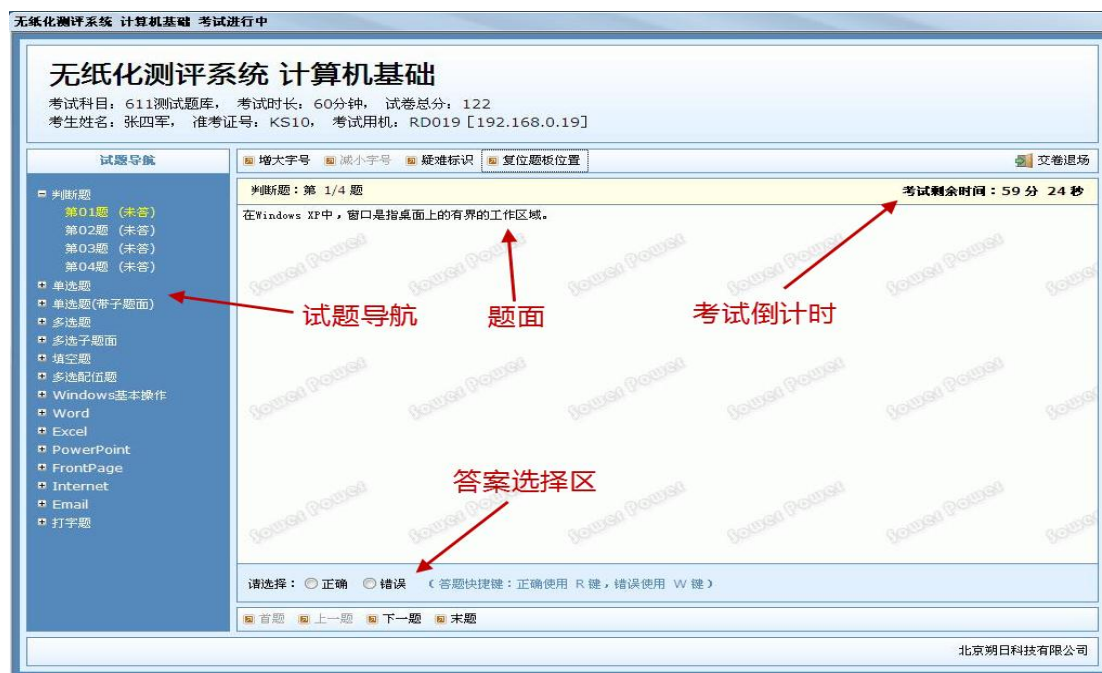 无纸化测评系统 计算机基础 考试进行中
无纸化测评系统 计算机基础
考试科目：611测试题库， 考试时长：60分钟， 试卷总分：122
考生姓名：张四军， 准考证号：KS10， 考试用机：RD019 [192.168.0.19]
试题导航
增大字号 减小字号 疑难标识 复位题板位置 交卷退场
判断题
第01题 (未答)
第02题 (未答)
第03题 (未答)
第04题 (未答)
单选题
单选题(带子题面)
多选题
多选子题面
填空题
多选配伍题
Windows基本操作
Word
Excel
PowerPoint
FrontPage
Internet
Email
打字题
判断题：第 1/4 题 考试剩余时间：59 分 24 秒
在Windows XP中，窗口是指桌面上的有界的工作区域。
Sower Power
试题导航
题面
考试倒计时
答案选择区
请选择： 正确 错误 (答题快捷键：正确使用 R 键，错误使用 W 键)
首题 上一题 下一题 末题
北京朔日科技有限公司